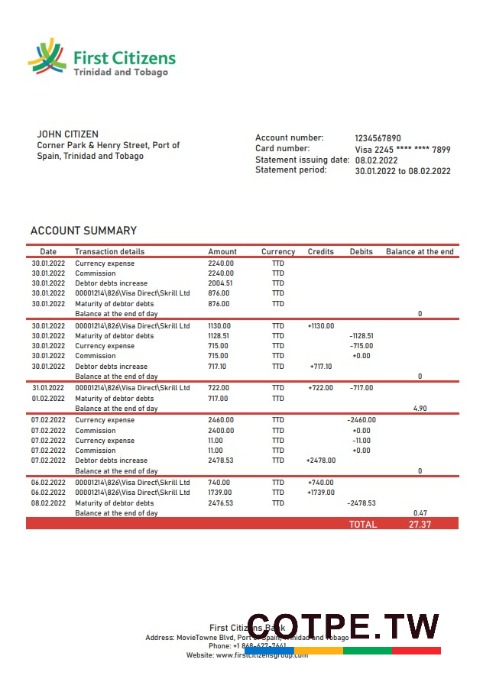 First Citizens
Trinidad and Tobago
JOHN CITIZEN
Corner Park & Henry Street, Port of
Spain, Trinidad and Tobago
Account number: 1234567890
Card number: Visa 2245 **** **** 7899
Statement issuing date: 08.02.2022
Statement period: 30.01.2022 to 08.02.2022
ACCOUNT SUMMARY
Date Transaction details Amount Currency Credits Debits Balance at the end
30.01.2022 Currency expense 2240.00 TTD
30.01.2022 Commission 2240.00 TTD
30.01.2022 Debtor debts increase 2004.51 TTD
30.01.2022 00001214\826\Visa Direct\Skrill Ltd 876.00 TTD
30.01.2022 Maturity of debtor debts 876.00 TTD
Balance at the end of day 0
30.01.2022 00001214\826\Visa Direct\Skrill Ltd 1130.00 TTD +1130.00
30.01.2022 Maturity of debtor debts 1128.51 TTD -1128.51
30.01.2022 Currency expense 715.00 TTD -715.00
30.01.2022 Commission 715.00 TTD +0.00
30.01.2022 Debtor debts increase 717.10 TTD +717.10
Balance at the end of day 0
31.01.2022 00001214\826\Visa Direct\Skrill Ltd 722.00 TTD +722.00 -717.00
01.02.2022 Maturity of debtor debts 717.00 TTD
Balance at the end of day 4.90
07.02.2022 Currency expense 2460.00 TTD -2460.00
07.02.2022 Commission 2400.00 TTD +0.00
07.02.2022 Currency expense 11.00 TTD -11.00
07.02.2022 Commission 11.00 TTD +0.00
07.02.2022 Debtor debts increase 2478.53 TTD +2478.00
Balance at the end of day 0
06.02.2022 00001214\826\Visa Direct\Skrill Ltd 740.00 TTD +740.00
06.02.2022 00001214\826\Visa Direct\Skrill Ltd 1739.00 TTD +1739.00
08.02.2022 Maturity of debtor debts 2476.53 TTD -2478.53
Balance at the end of day 0.47
TOTAL 27.37
First Citizens Bank
COTPE.TW
Address: MovieTowne Blvd, Port of Spain, Trinidad and Tobago
Phone: +1 868-627-7641
Website: www.firstcitizensgroup.com